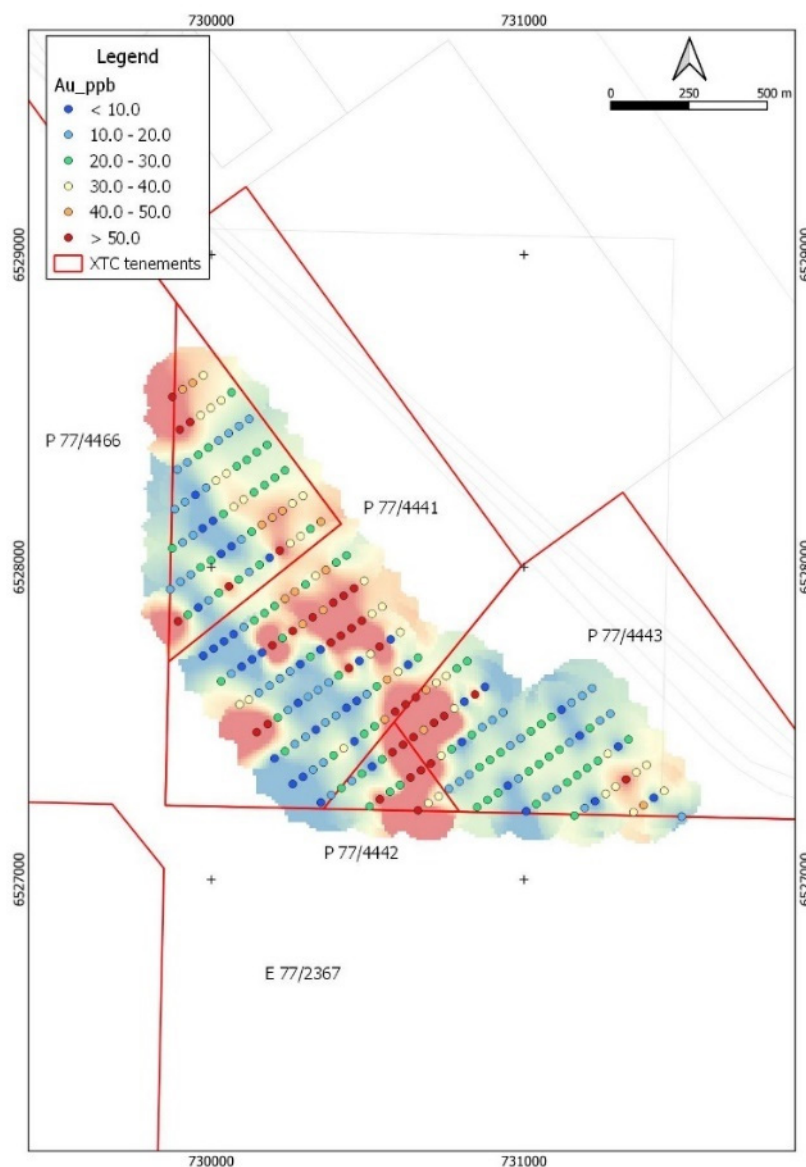 730000
731000
Legend
Au_ppb
< 10.0
10.0 - 20.0
20.0 - 30.0
30.0 - 40.0
40.0 - 50.0
> 50.0
XTC tenements
0 250 500 m
6529000
6529000
P 77/4466
P 77/4441
6528000
6528000
P 77/4443
P 77/4442
6527000
6527000
E 77/2367
730000
731000